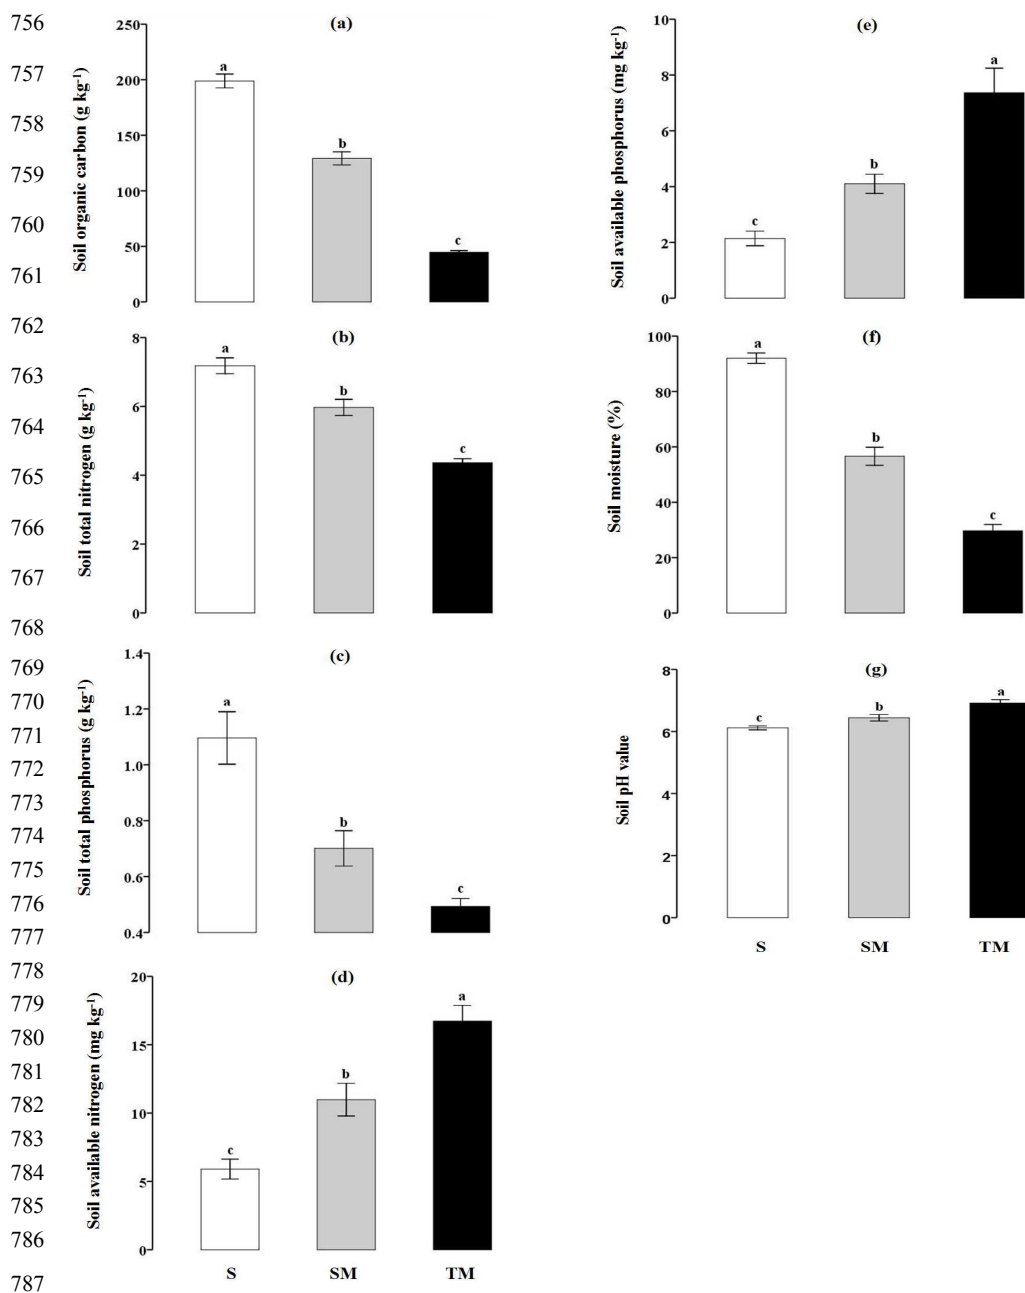 756
757
758
759
760
761
762
763
764
765
766
767
768
769
770
771
772
773
774
775
776
777
778
779
780
781
782
783
784
785
786
787
(a)
Soil organic carbon (g kg-1)
250
200
150
100
50
0
a
b
c
(b)
Soil total nitrogen (g kg-1)
8
6
4
2
0
a
b
c
(c)
Soil total phosphorus (g kg-1)
1.4
1.2
1.0
0.8
0.6
0.4
a
b
c
(d)
Soil available nitrogen (mg kg-1)
20
15
10
5
0
c
b
a
S SM TM
(e)
Soil available phosphorus (mg kg-1)
10
8
6
4
2
0
c
b
a
(f)
Soil moisture (%)
100
80
60
40
20
0
a
b
c
(g)
Soil pH value
8
6
4
2
0
c
b
a
S SM TM